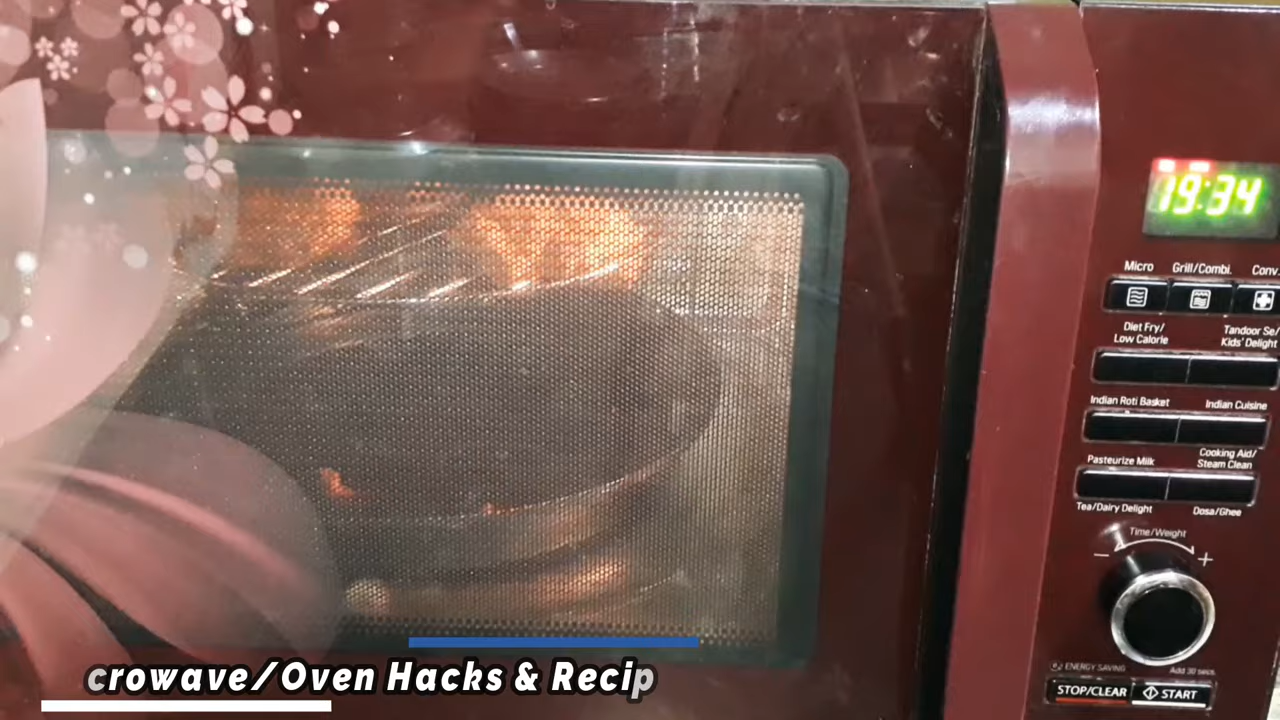 19:34
Micro Grill/Combi. Conv.
Diet Fry/
Low Calorie
Tandoor Se/
Kids' Delight
Indian Roti Basket Indian Cuisine
Pasteurize Milk
Cooking Aid/
Steam Clean
Tea/Dairy Delight Dosa/Ghee
Time/Weight
− +
ENERGY SAVING Add 30 secs.
STOP/CLEAR START
crowave/Oven Hacks & Recip